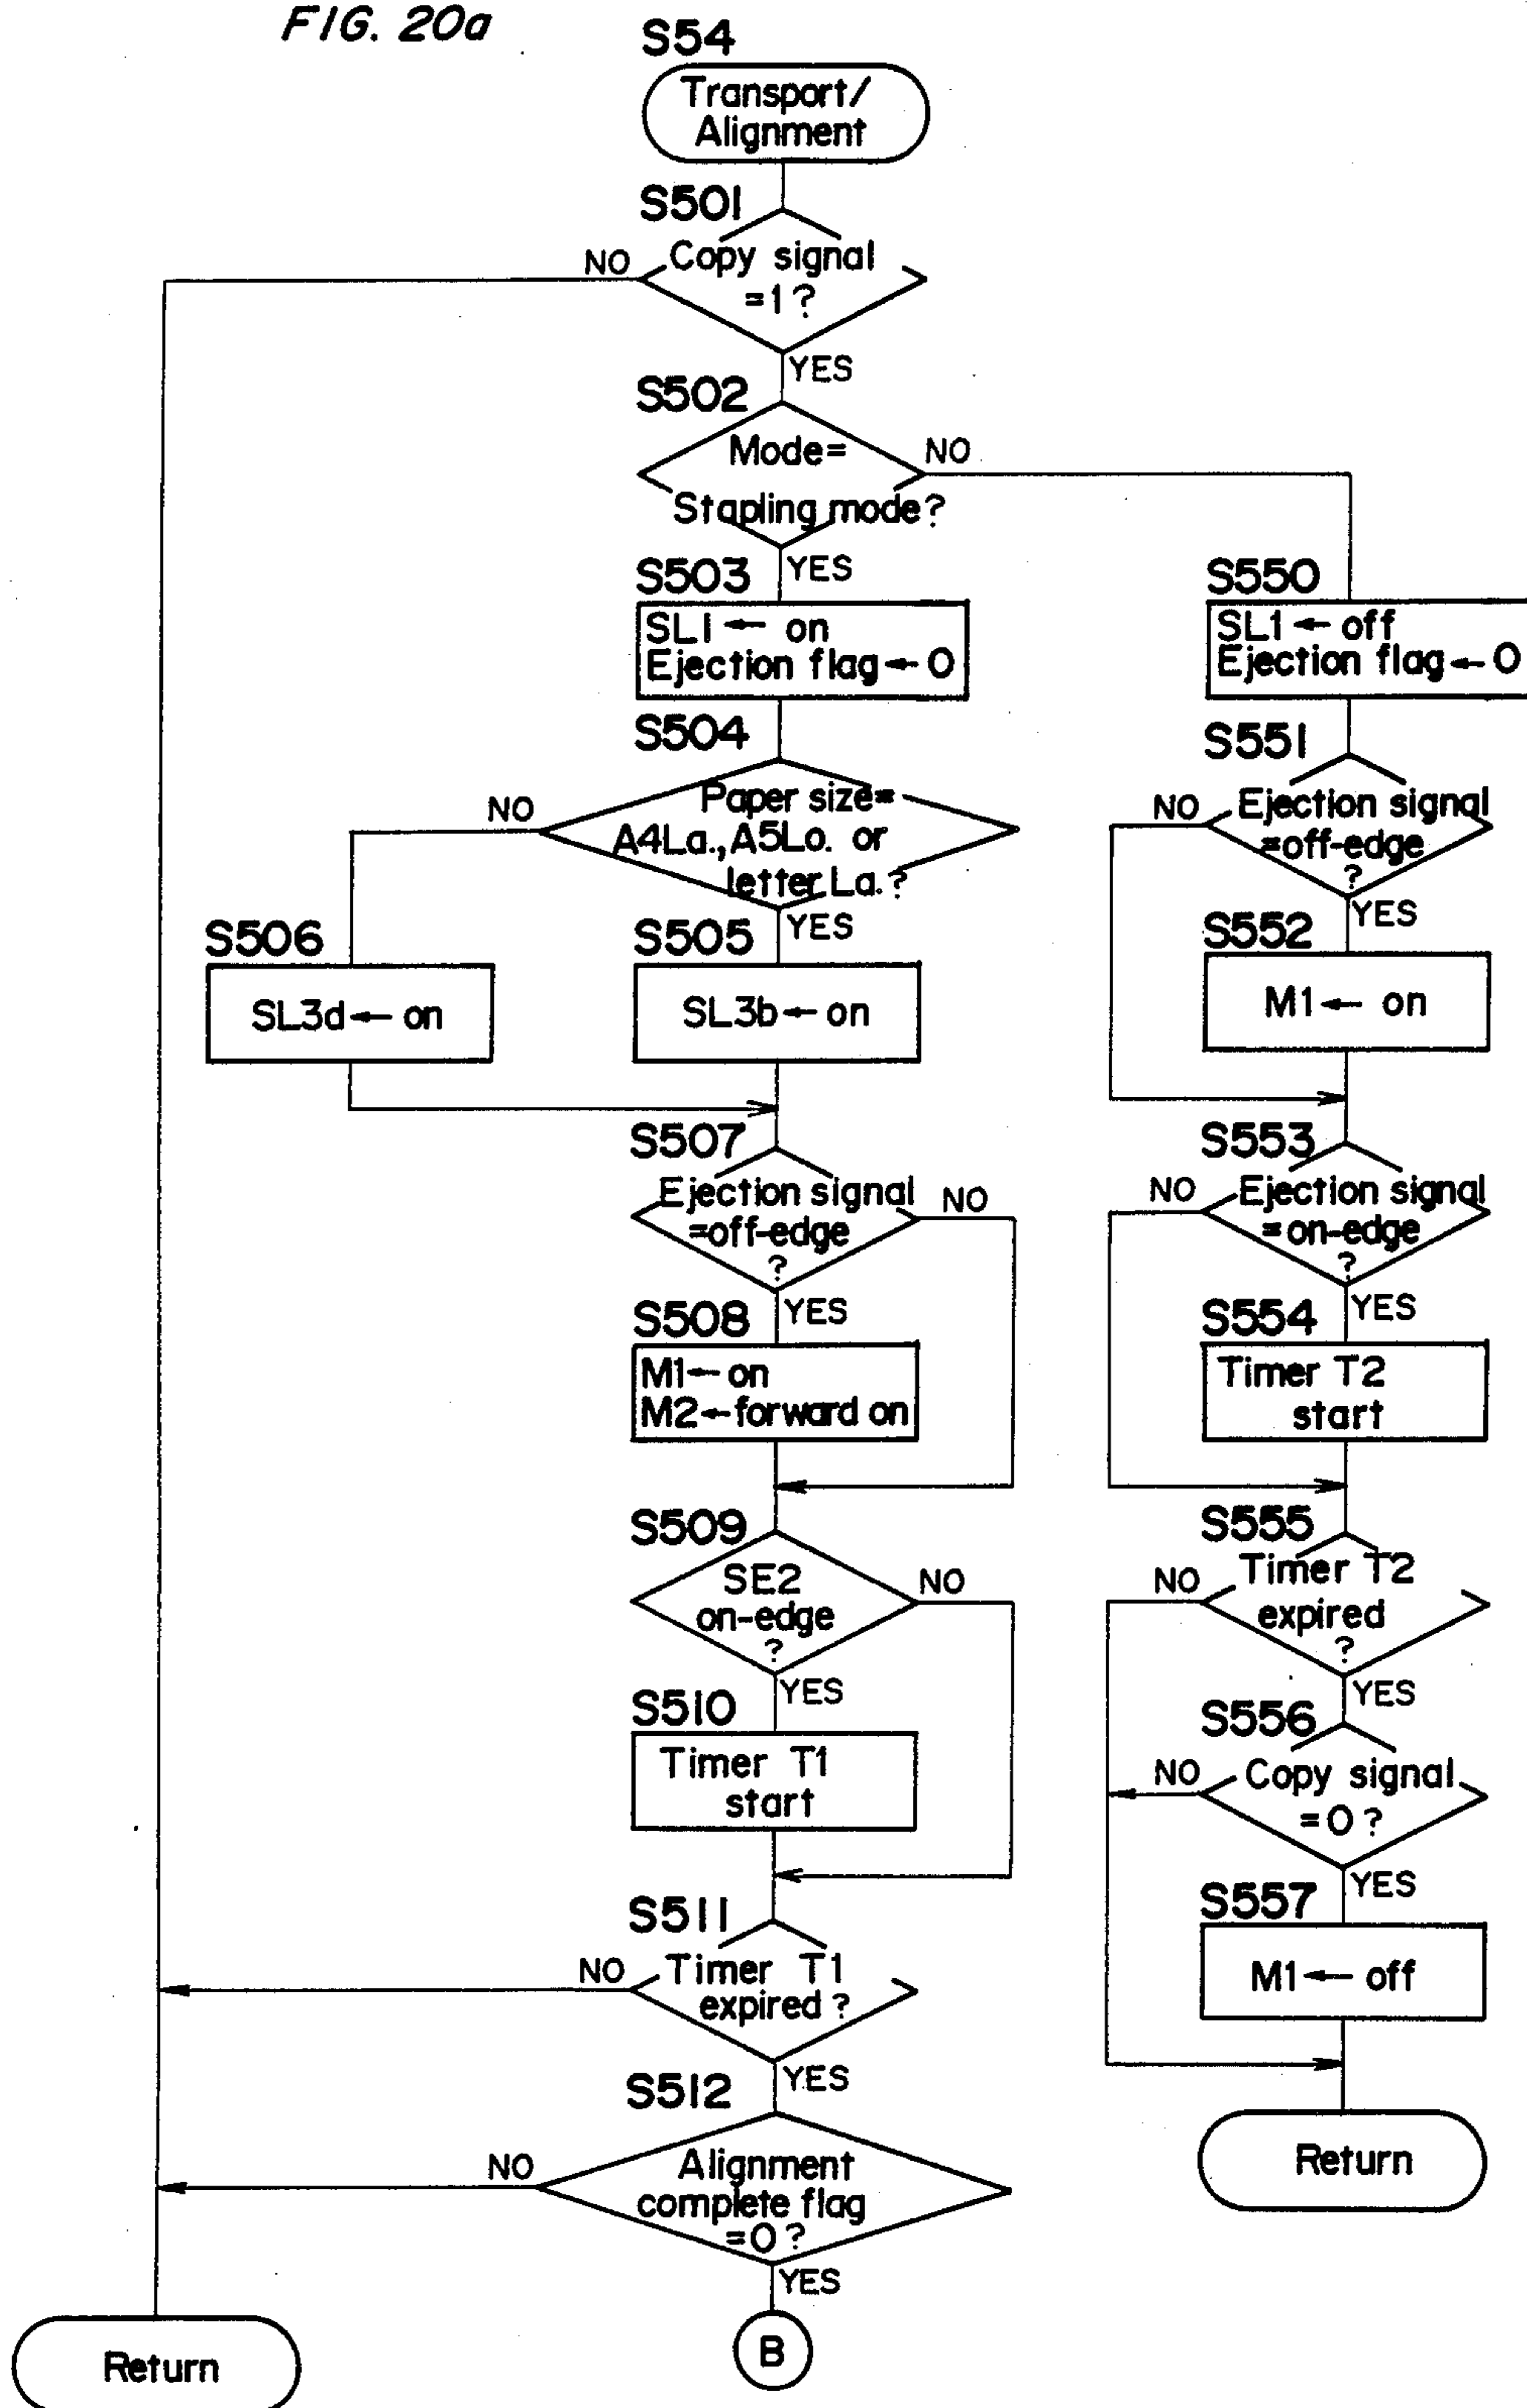 FIG. 20a
S54
Transport/
Alignment
S501
Copy signal
=1?
NO
YES
S502
Mode=
Stapling mode?
NO
YES
S503
SL1← on
Ejection flag←0
S504
Paper size=
A4La., A5Lo. or
letter La.?
NO
YES
S506
SL3d← on
S505
SL3b← on
S507
Ejection signal
=off-edge
?
NO
YES
S508
M1←on
M2←forward on
S509
SE2
on-edge
?
NO
YES
S510
Timer T1
start
S511
Timer T1
expired?
NO
YES
S512
Alignment
complete flag
=0?
NO
YES
Return
B
S550
SL1←off
Ejection flag←0
S551
Ejection signal
=off-edge
?
NO
YES
S552
M1← on
S553
Ejection signal
=on-edge
?
NO
YES
S554
Timer T2
start
S555
Timer T2
expired
?
NO
YES
S556
Copy signal
=0?
NO
YES
S557
M1← off
Return